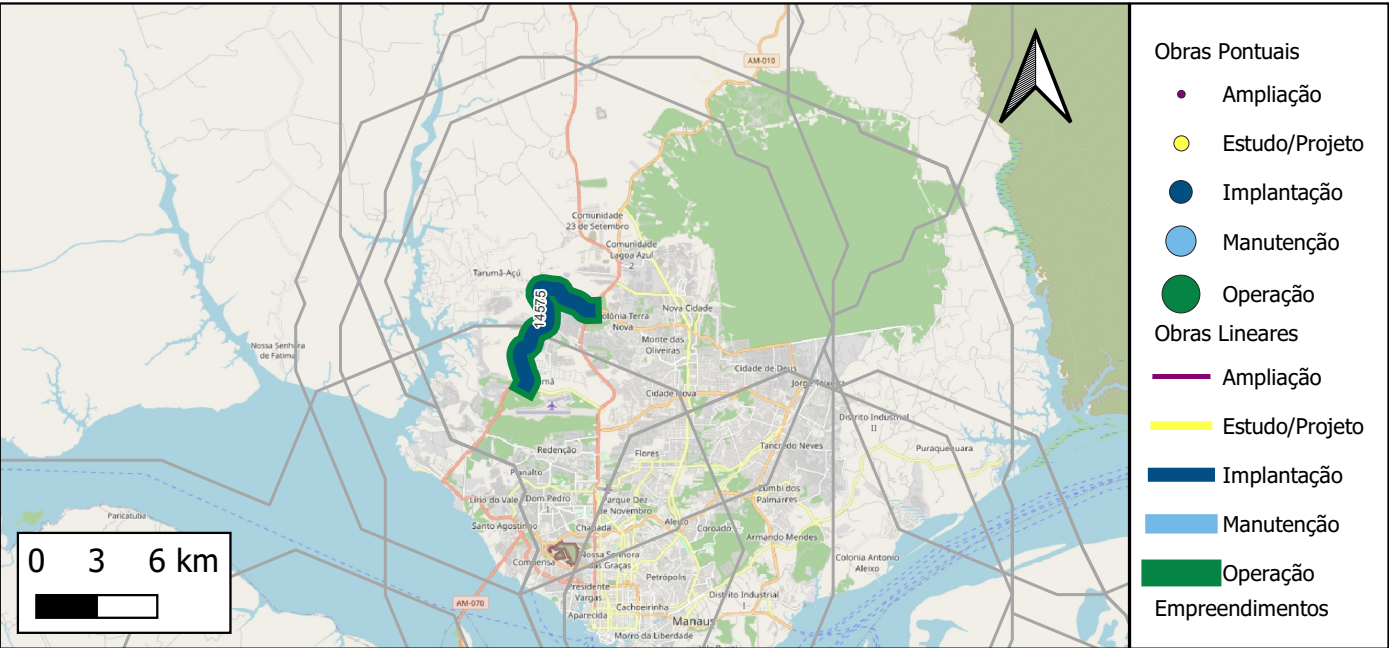 AM-010
Comunidade
23 de Setembro
Comunidade
Lagoa Azul
2
Tarumã-Açú
14575
olônia Terra
Nova
Nova Cidade
Monte das
Oliveiras
Nossa Senhora
de Fatima
Cidade de Deus
Jorge Teixeira
Cidade Nova
Distrito Industrial
II
Tancredo Neves
Puraquequara
Redenção
Flores
Planalto
Zumbi dos
Palmarres
Lírio do Vale
Dom Pedro
I
Parque Dez
de Novembro
Paricatuba
Santo Agostinho
Chapada
Aleixo
Coroado
Armando Mendes
Colonia Antonio
Aleixo
Compensa
Nossa Senhora
das Graças
Petrópolis
Presidente
Vargas
Distrito Industrial
I
AM-070
Aparecida
Cachoeirinha
Manaus
Morro da Liberdade
0 3 6 km
Obras Pontuais
Ampliação
Estudo/Projeto
Implantação
Manutenção
Operação
Obras Lineares
Ampliação
Estudo/Projeto
Implantação
Manutenção
Operação
Empreendimentos